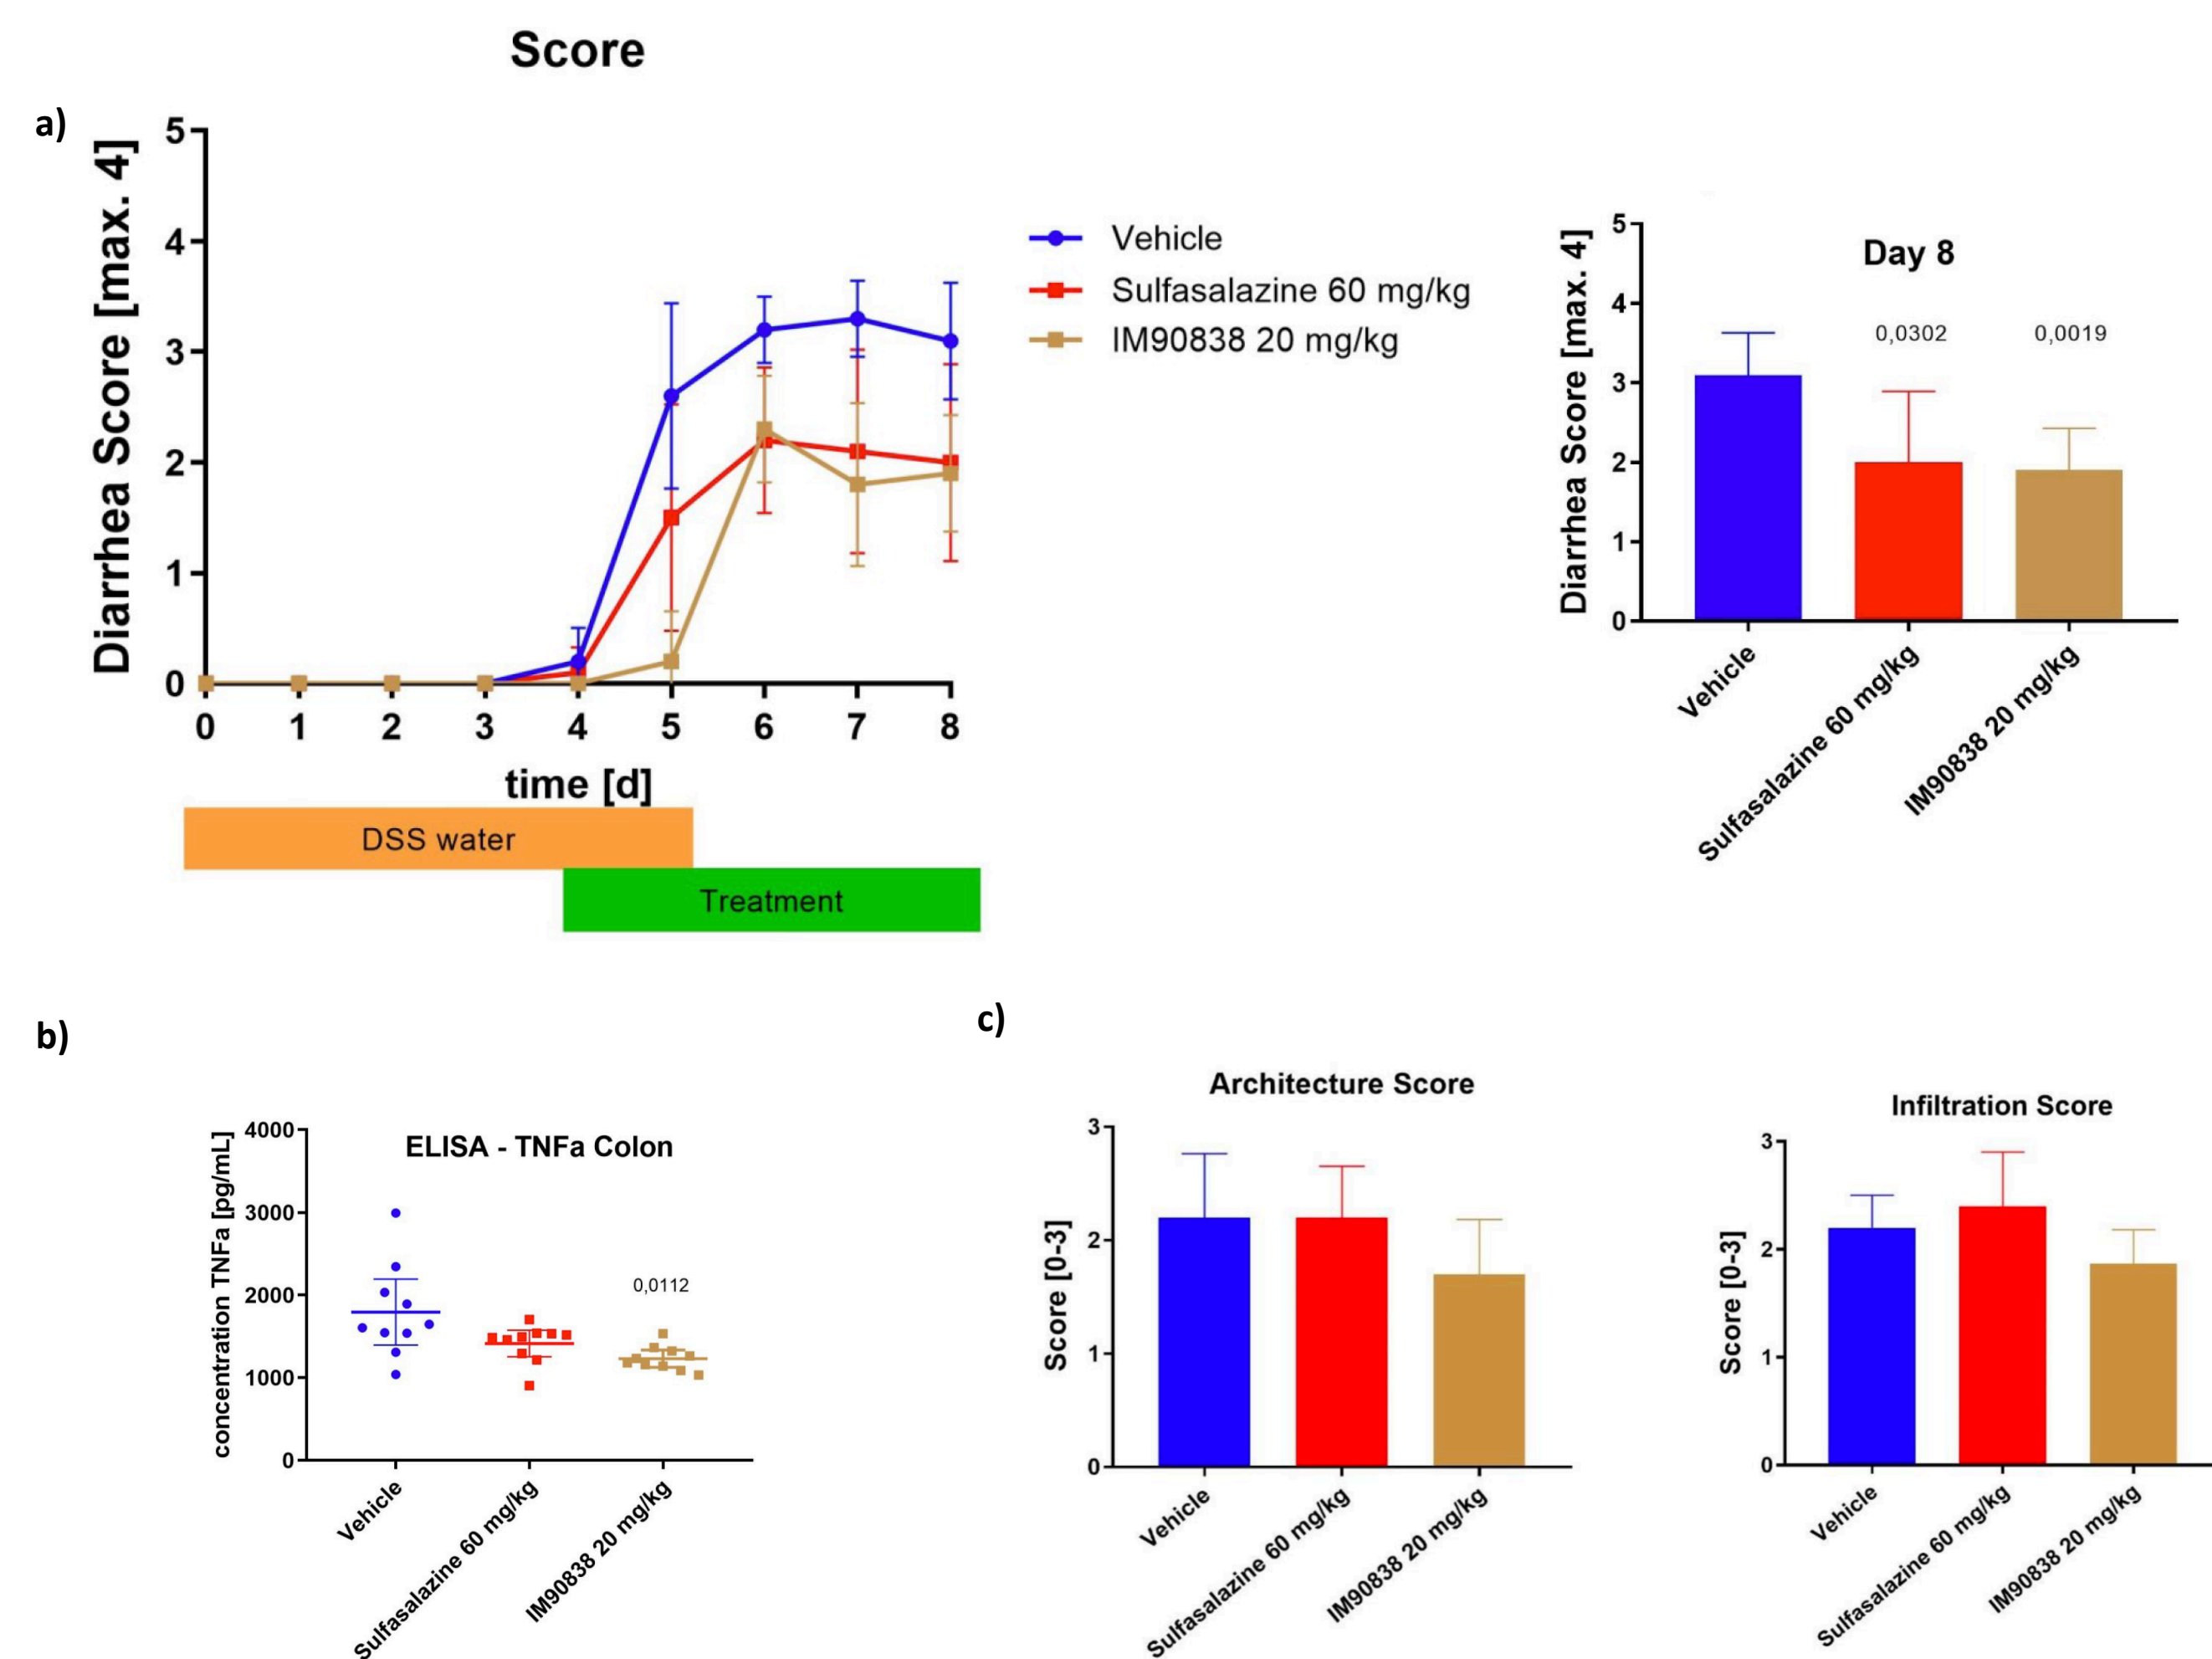 Score
a)
Diarrhea Score [max. 4]
5
4
3
2
1
0
0 1 2 3 4 5 6 7 8
time [d]
DSS water
Treatment
Vehicle
Sulfasalazine 60 mg/kg
IM90838 20 mg/kg
Day 8
Diarrhea Score [max. 4]
5
4
3
2
1
0
0,0302 0,0019
Vehicle
Sulfasalazine 60 mg/kg
IM90838 20 mg/kg
b)
ELISA - TNFa Colon
concentration TNFa [pg/mL]
4000
3000
2000
1000
0
0,0112
Vehicle
Sulfasalazine 60 mg/kg
IM90838 20 mg/kg
c)
Architecture Score
Score [0-3]
3
2
1
0
Vehicle
Sulfasalazine 60 mg/kg
IM90838 20 mg/kg
Infiltration Score
Score [0-3]
3
2
1
0
Vehicle
Sulfasalazine 60 mg/kg
IM90838 20 mg/kg